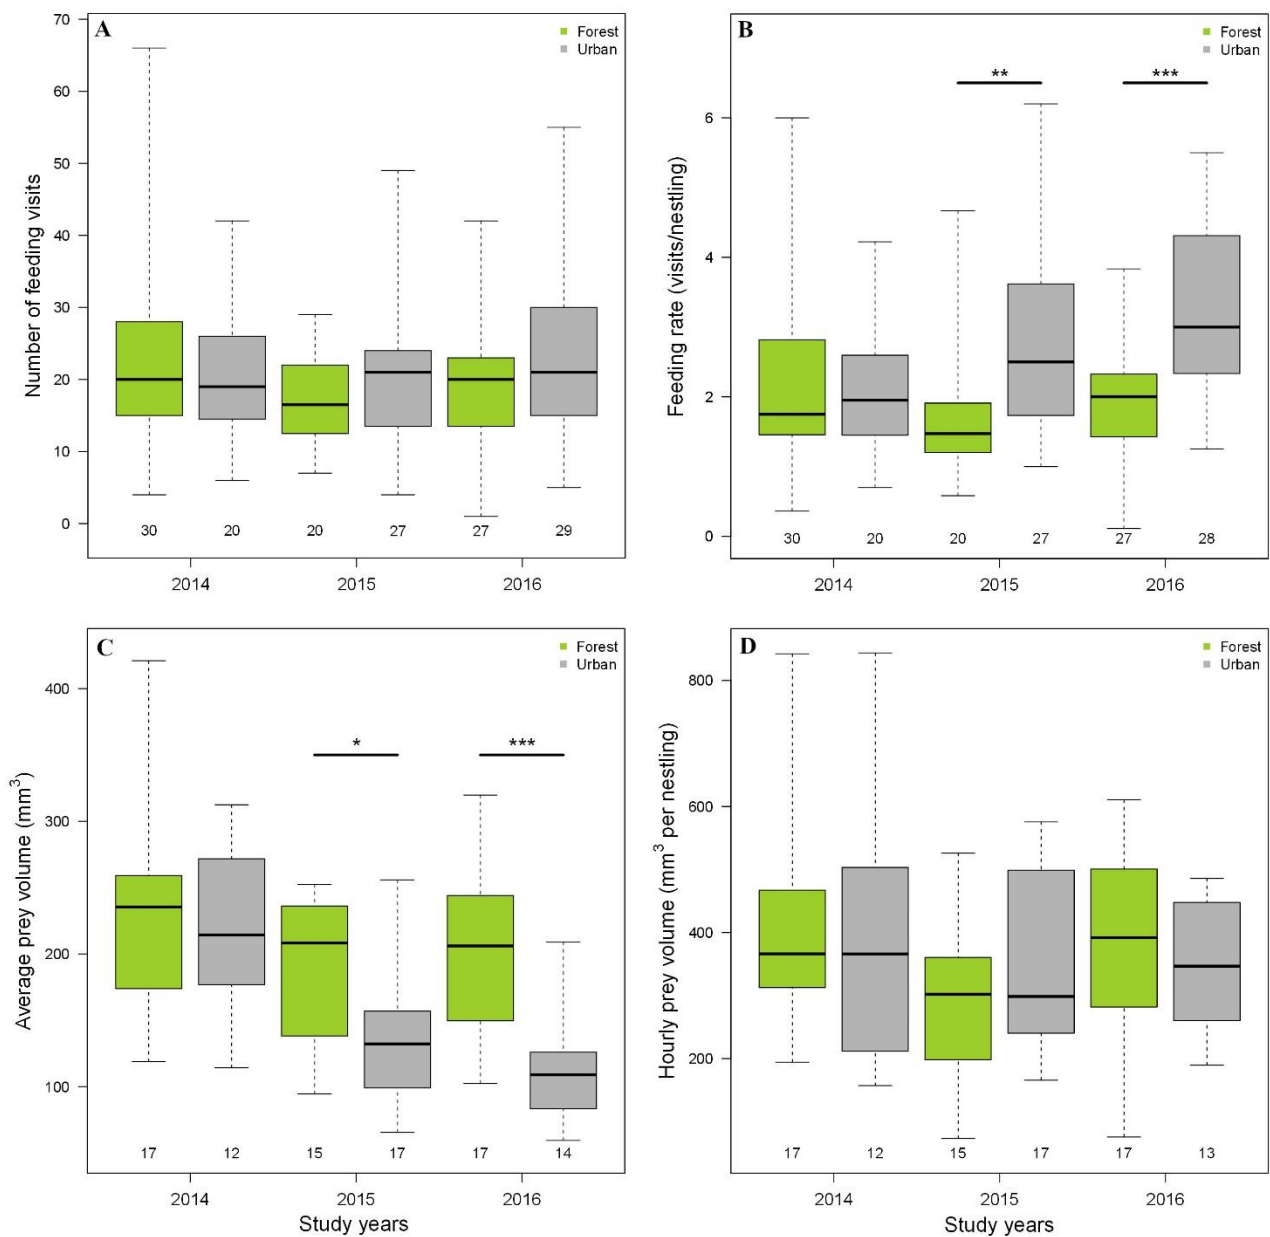 A
Forest
Urban
Number of feeding visits
70
60
50
40
30
20
10
0
30 20 20 27 27 29
2014 2015 2016
B
Forest
Urban
** ***
Feeding rate (visits/nestling)
6
4
2
0
30 20 20 27 27 28
2014 2015 2016
C
Forest
Urban
* ***
Average prey volume (mm³)
400
300
200
100
17 12 15 17 17 14
2014 2015 2016
Study years
D
Forest
Urban
Hourly prey volume (mm³ per nestling)
800
600
400
200
17 12 15 17 17 13
2014 2015 2016
Study years